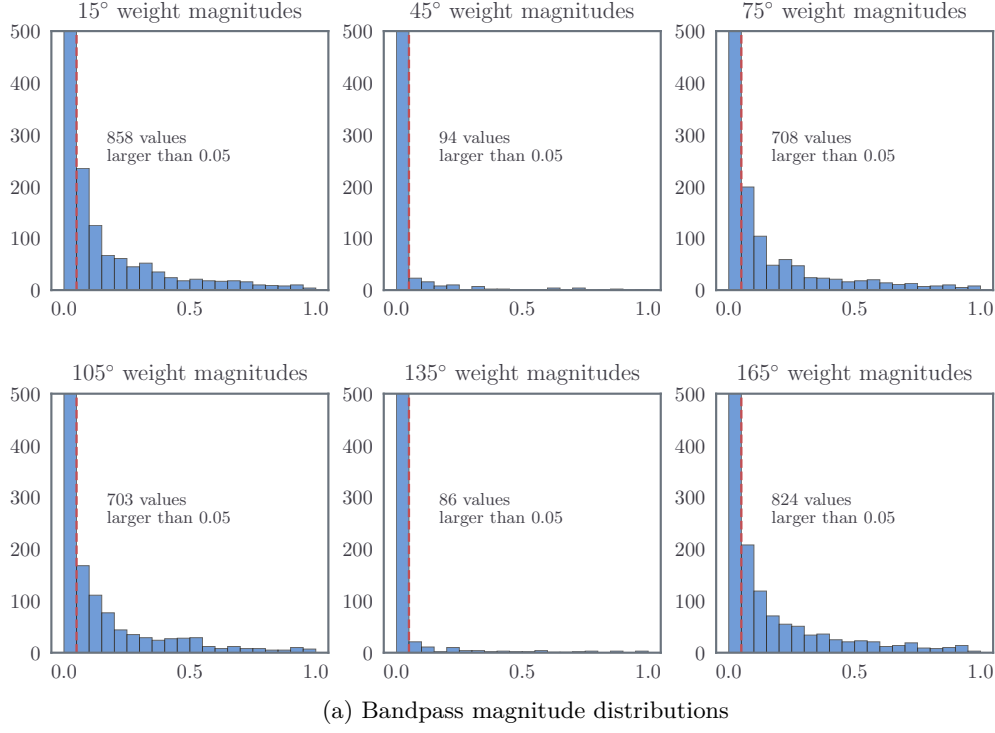 15° weight magnitudes
45° weight magnitudes
75° weight magnitudes
500
400
300
200
100
0
858 values
larger than 0.05
0.0
0.5
1.0
500
400
300
200
100
0
94 values
larger than 0.05
0.0
0.5
1.0
500
400
300
200
100
0
708 values
larger than 0.05
0.0
0.5
1.0
105° weight magnitudes
135° weight magnitudes
165° weight magnitudes
500
400
300
200
100
0
703 values
larger than 0.05
0.0
0.5
1.0
500
400
300
200
100
0
86 values
larger than 0.05
0.0
0.5
1.0
500
400
300
200
100
0
824 values
larger than 0.05
0.0
0.5
1.0
(a) Bandpass magnitude distributions